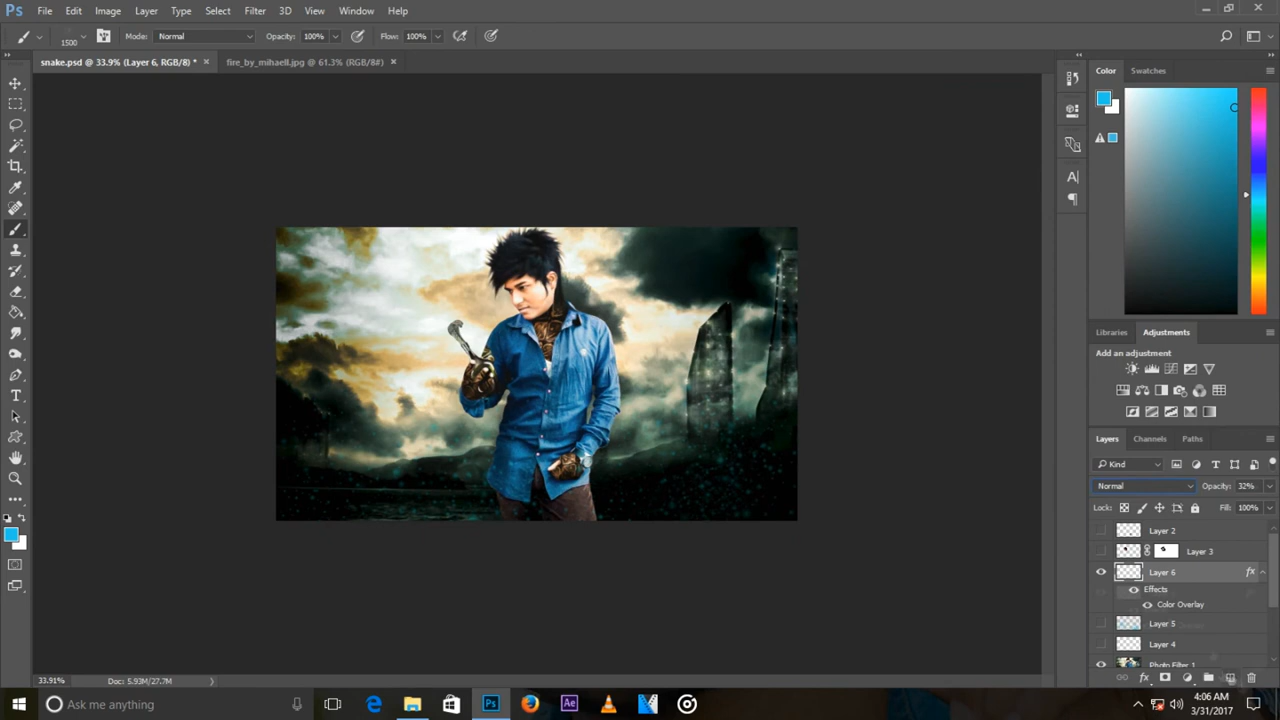 Ps File Edit Image Layer Type Select Filter 3D View Window Help
1500 Mode: Normal Opacity: 100% Flow: 100%
snake.psd @ 33.9% (Layer 6, RGB/8) * × fire_by_mihaell.jpg @ 61.3% (RGB/8#) ×
Color Swatches
A
Libraries Adjustments
Add an adjustment
Layers Channels Paths
Kind T
Normal Opacity: 32%
Lock: Fill: 100%
Layer 2
Layer 3
Layer 6 fx
Effects
Color Overlay
Layer 5
Layer 4
Photo Filter 1
33.91% Doc: 5.93M/27.7M
fx
Ask me anything e Ps Ae 4:06 AM
3/31/2017